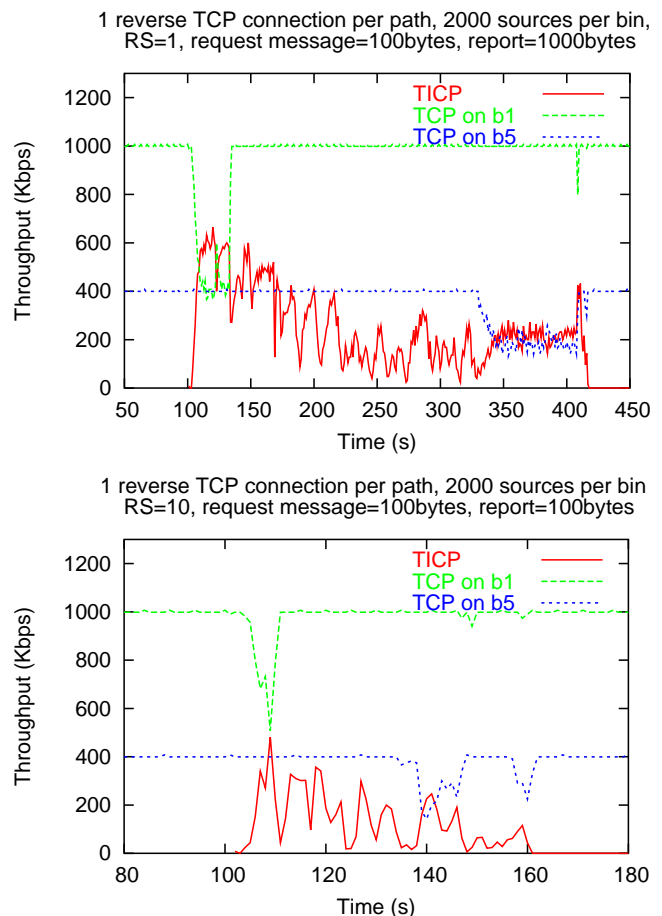 1 reverse TCP connection per path, 2000 sources per bin,
RS=1, request message=100bytes, report=1000bytes
1200
1000
800
600
400
200
0
Throughput (Kbps)
TICP
TCP on b1
TCP on b5
50 100 150 200 250 300 350 400 450
Time (s)
1 reverse TCP connection per path, 2000 sources per bin
RS=10, request message=100bytes, report=100bytes
1200
1000
800
600
400
200
0
Throughput (Kbps)
TICP
TCP on b1
TCP on b5
80 100 120 140 160 180
Time (s)